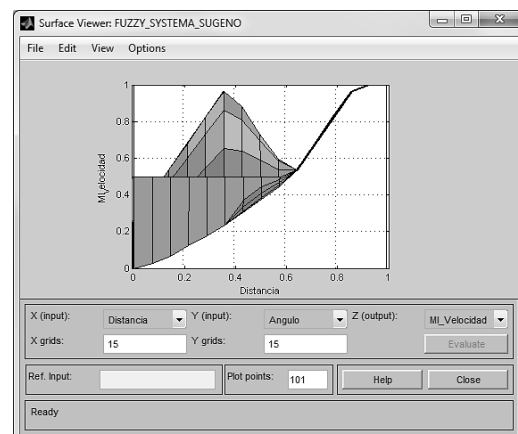 Surface Viewer: FUZZY_SYSTEMA_SUGENO
File Edit View Options
1
0.8
0.6
0.4
0.2
0
MI_Velocidad
0 0.2 0.4 0.6 0.8 1
Distancia
X (input): Distancia Y (input): Angulo Z (output): MI_Velocidad
X grids: 15 Y grids: 15 Evaluate
Ref. Input: Plot points: 101 Help Close
Ready